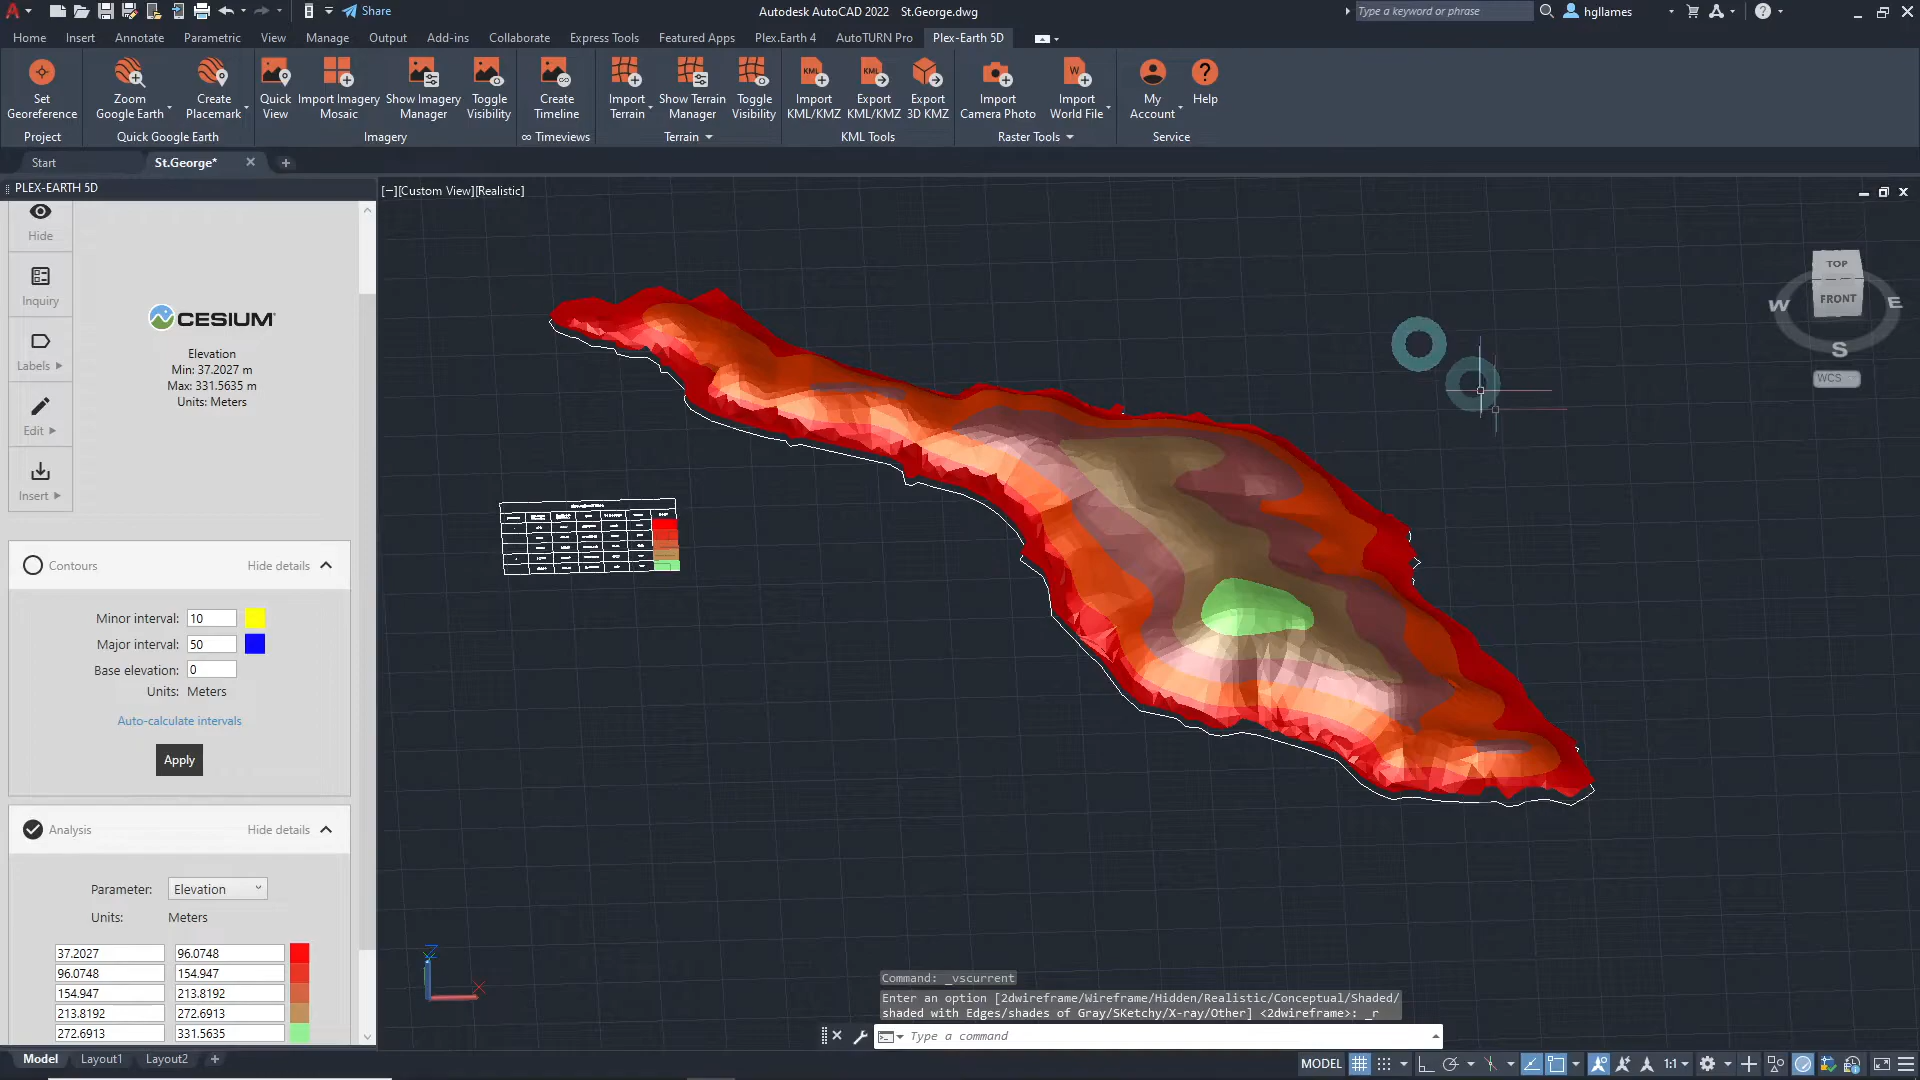 Share
Autodesk AutoCAD 2022 St.George.dwg
Type a keyword or phrase
hgllames
Home Insert Annotate Parametric View Manage Output Add-ins Collaborate Express Tools Featured Apps Plex.Earth 4 AutoTURN Pro Plex-Earth 5D
Set Georeference
Zoom Google Earth
Create Placemark
Quick View
Import Imagery Mosaic
Show Imagery Manager
Toggle Visibility
Create Timeline
Import Terrain
Show Terrain Manager
Toggle Visibility
Import KML/KMZ
Export KML/KMZ
Export 3D KMZ
Import Camera Photo
Import World File
My Account
Help
Project Quick Google Earth Imagery ∞ Timeviews Terrain KML Tools Raster Tools Service
Start St.George*
PLEX-EARTH 5D
[−][Custom View][Realistic]
Hide
Inquiry
Labels
Edit
Insert
CESIUM
Elevation
Min: 37.2027 m
Max: 331.5635 m
Units: Meters
TOP
FRONT
W
E
S
WCS
Contours Hide details
Minor interval: 10
Major interval: 50
Base elevation: 0
Units: Meters
Auto-calculate intervals
Apply
Analysis Hide details
Parameter: Elevation
Units: Meters
37.2027 96.0748
96.0748 154.947
154.947 213.8192
213.8192 272.6913
272.6913 331.5635
Z
X
Command: _vscurrent
Enter an option [2dwireframe/Wireframe/Hidden/Realistic/Conceptual/Shaded/
shaded with Edges/shades of Gray/SKetchy/X-ray/Other] <2dwireframe>: _r
Type a command
Model Layout1 Layout2
MODEL
1:1